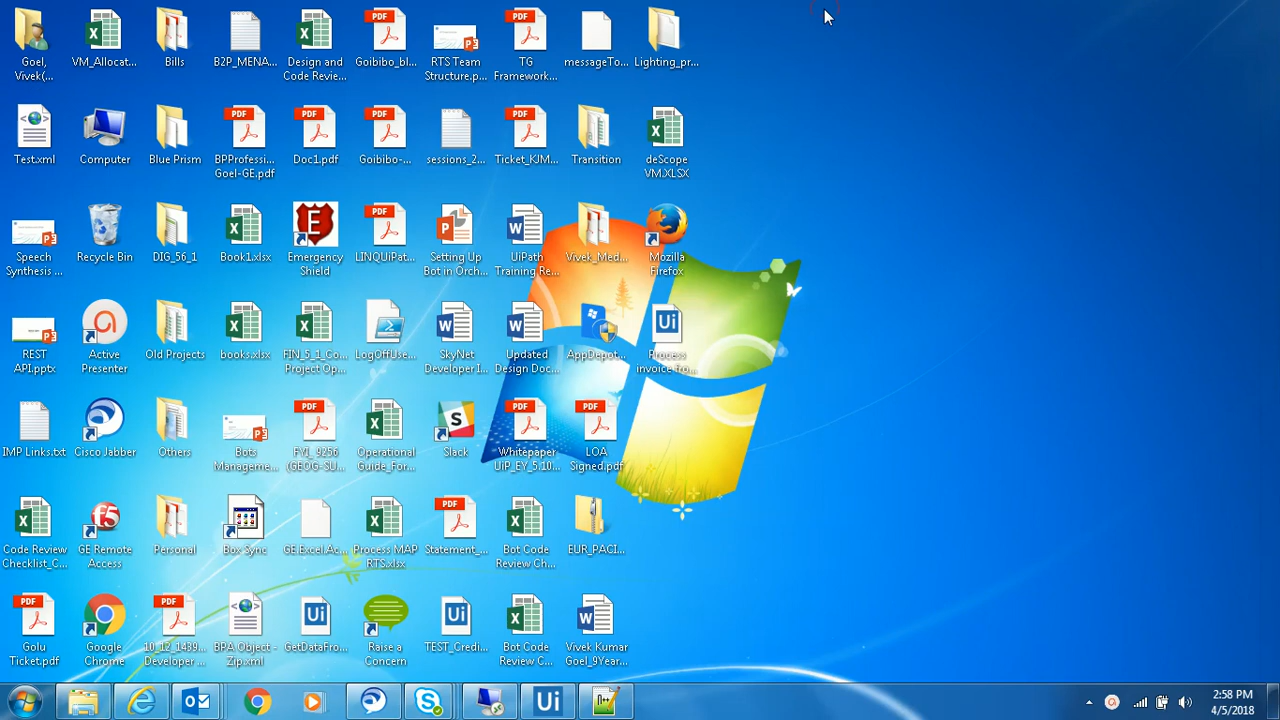 Goel,
Vivek(...
VM_Allocat...
Bills
B2P_MENA...
Design and
Code Revie...
PDF
Goibibo_bl...
RTS Team
Structure.p...
PDF
TG
Framework...
messageTo...
Lighting_pr...
Test.xml
Computer
Blue Prism
PDF
BPProfessi...
Goel-GE.pdf
PDF
Doc1.pdf
PDF
Goibibo-...
sessions_2...
PDF
Ticket_KJM...
Transition
deScope
VM.XLSX
Speech
Synthesis ...
Recycle Bin
DIG_56_1
Book1.xlsx
E
Emergency
Shield
PDF
LINQUiPat...
Setting Up
Bot in Orch...
UiPath
Training Re...
Vivek_Med...
Mozilla
Firefox
REST
API.pptx
Active
Presenter
Old Projects
books.xlsx
FIN_5_1_Co...
Project Op...
LogOffUse...
SkyNet
Developer I...
Updated
Design Doc...
AppDepot...
Ui
Process
invoice fro...
IMP Links.txt
Cisco Jabber
Others
Bots
Manageme...
PDF
FYI_9256
(GEOG-SU...
Operational
Guide_For...
S
Slack
PDF
Whitepaper
UiP_EY_5.10...
PDF
LOA
Signed.pdf
Code Review
Checklist_C...
GE Remote
Access
Personal
Box Sync
GE.Excel.Ac...
Process MAP
RTS.xlsx
PDF
Statement_...
Bot Code
Review Ch...
EUR_PACI...
PDF
Golu
Ticket.pdf
Google
Chrome
PDF
10_12_1439...
Developer ...
BPA Object -
Zip.xml
Ui
GetDataFro...
Raise a
Concern
Ui
TEST_Credi...
Bot Code
Review C...
Vivek Kumar
Goel_9Year...
Ui
2:58 PM
4/5/2018